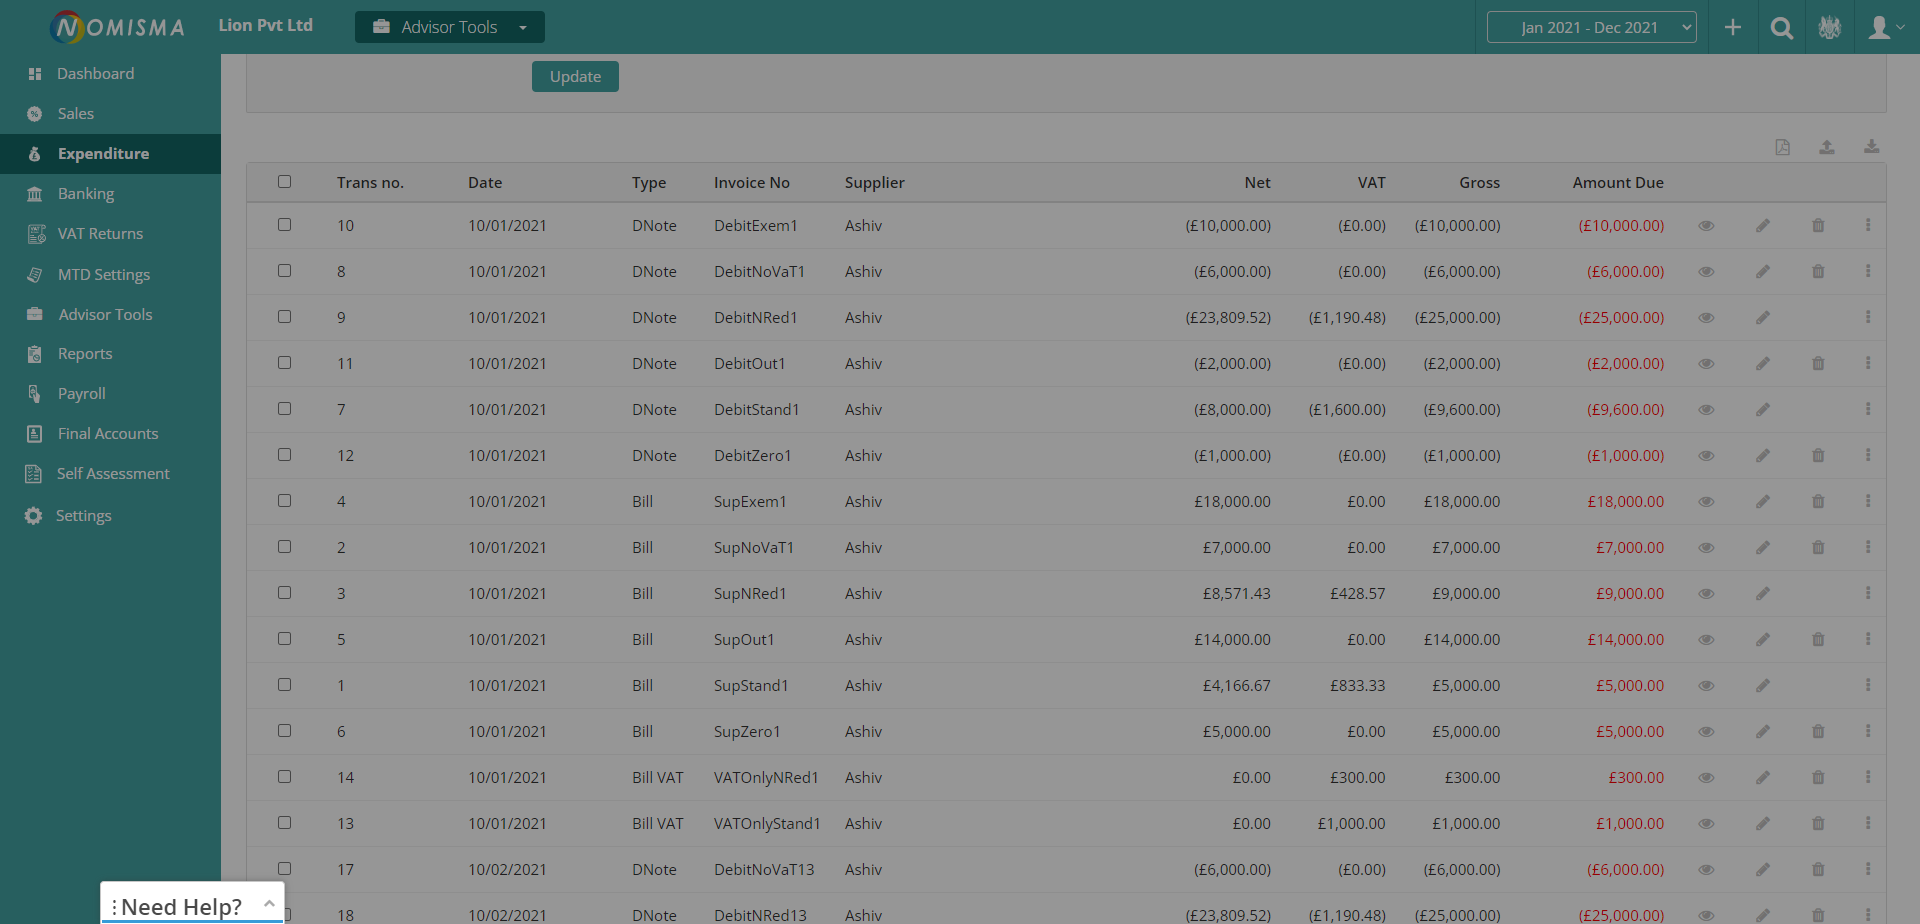 NOMISMA Lion Pvt Ltd Advisor Tools Jan 2021 - Dec 2021
Dashboard
Sales
Expenditure
Banking
VAT Returns
MTD Settings
Advisor Tools
Reports
Payroll
Final Accounts
Self Assessment
Settings
Update
Trans no. Date Type Invoice No Supplier Net VAT Gross Amount Due
10 10/01/2021 DNote DebitExem1 Ashiv (£10,000.00) (£0.00) (£10,000.00) (£10,000.00)
8 10/01/2021 DNote DebitNoVaT1 Ashiv (£6,000.00) (£0.00) (£6,000.00) (£6,000.00)
9 10/01/2021 DNote DebitNRed1 Ashiv (£23,809.52) (£1,190.48) (£25,000.00) (£25,000.00)
11 10/01/2021 DNote DebitOut1 Ashiv (£2,000.00) (£0.00) (£2,000.00) (£2,000.00)
7 10/01/2021 DNote DebitStand1 Ashiv (£8,000.00) (£1,600.00) (£9,600.00) (£9,600.00)
12 10/01/2021 DNote DebitZero1 Ashiv (£1,000.00) (£0.00) (£1,000.00) (£1,000.00)
4 10/01/2021 Bill SupExem1 Ashiv £18,000.00 £0.00 £18,000.00 £18,000.00
2 10/01/2021 Bill SupNoVaT1 Ashiv £7,000.00 £0.00 £7,000.00 £7,000.00
3 10/01/2021 Bill SupNRed1 Ashiv £8,571.43 £428.57 £9,000.00 £9,000.00
5 10/01/2021 Bill SupOut1 Ashiv £14,000.00 £0.00 £14,000.00 £14,000.00
1 10/01/2021 Bill SupStand1 Ashiv £4,166.67 £833.33 £5,000.00 £5,000.00
6 10/01/2021 Bill SupZero1 Ashiv £5,000.00 £0.00 £5,000.00 £5,000.00
14 10/01/2021 Bill VAT VATOnlyNRed1 Ashiv £0.00 £300.00 £300.00 £300.00
13 10/01/2021 Bill VAT VATOnlyStand1 Ashiv £0.00 £1,000.00 £1,000.00 £1,000.00
17 10/02/2021 DNote DebitNoVaT13 Ashiv (£6,000.00) (£0.00) (£6,000.00) (£6,000.00)
18 10/02/2021 DNote DebitNRed13 Ashiv (£23,809.52) (£1,190.48) (£25,000.00) (£25,000.00)
Need Help?